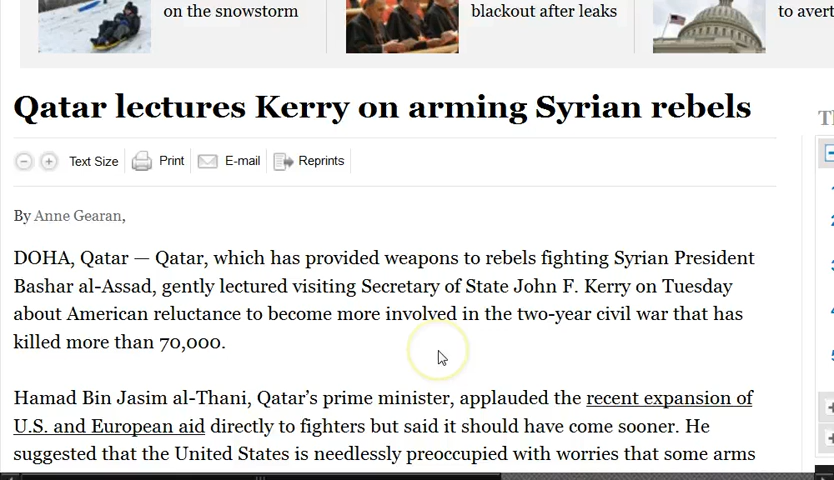 on the snowstorm
blackout after leaks
to avert
Qatar lectures Kerry on arming Syrian rebels
Text Size
Print
E-mail
Reprints
By Anne Gearan,
DOHA, Qatar — Qatar, which has provided weapons to rebels fighting Syrian President
Bashar al-Assad, gently lectured visiting Secretary of State John F. Kerry on Tuesday
about American reluctance to become more involved in the two-year civil war that has
killed more than 70,000.
Hamad Bin Jasim al-Thani, Qatar’s prime minister, applauded the recent expansion of
U.S. and European aid directly to fighters but said it should have come sooner. He
suggested that the United States is needlessly preoccupied with worries that some arms